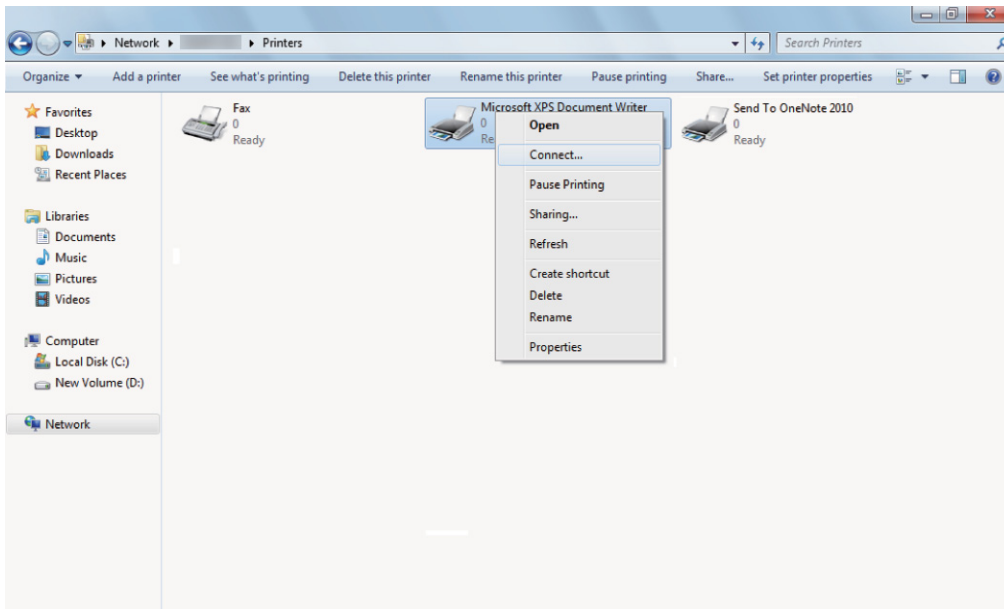 Network Printers
Search Printers
Organize Add a printer See what's printing Delete this printer Rename this printer Pause printing Share... Set printer properties
Favorites
Desktop
Downloads
Recent Places
Libraries
Documents
Music
Pictures
Videos
Computer
Local Disk (C:)
New Volume (D:)
Network
Fax
0
Ready
Microsoft XPS Document Writer
0
Re
Open
Connect...
Pause Printing
Sharing...
Refresh
Create shortcut
Delete
Rename
Properties
Send To OneNote 2010
0
Ready